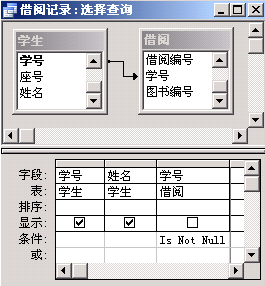 借阅记录:选择查询
学生
学号
座号
姓名
借阅
借阅编号
学号
图书编号
字段: 学号 姓名 学号
表: 学生 学生 借阅
排序:
显示:
条件: Is Not Null
或: